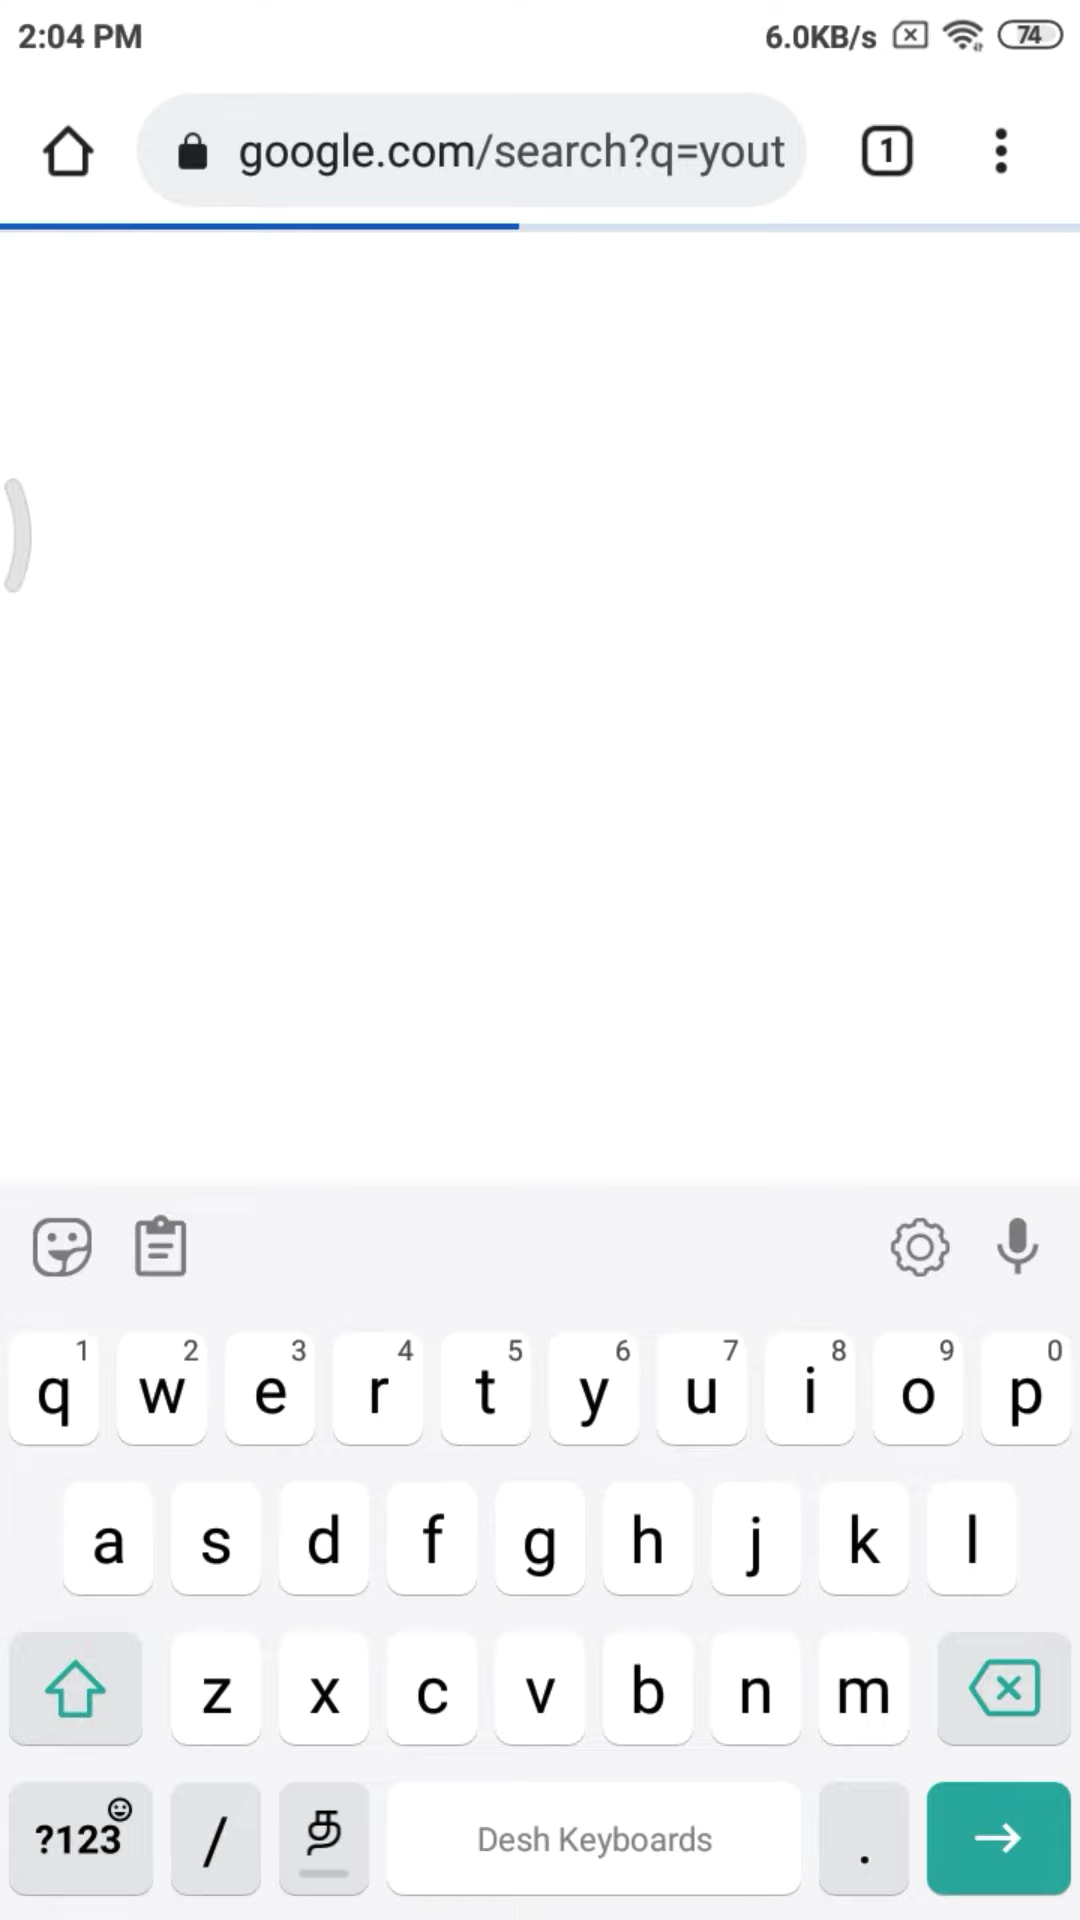 2:04 PM 6.0KB/s 74
google.com/search?q=yout 1
1 2 3 4 5 6 7 8 9 0
q w e r t y u i o p
a s d f g h j k l
z x c v b n m
?123 / த Desh Keyboards .